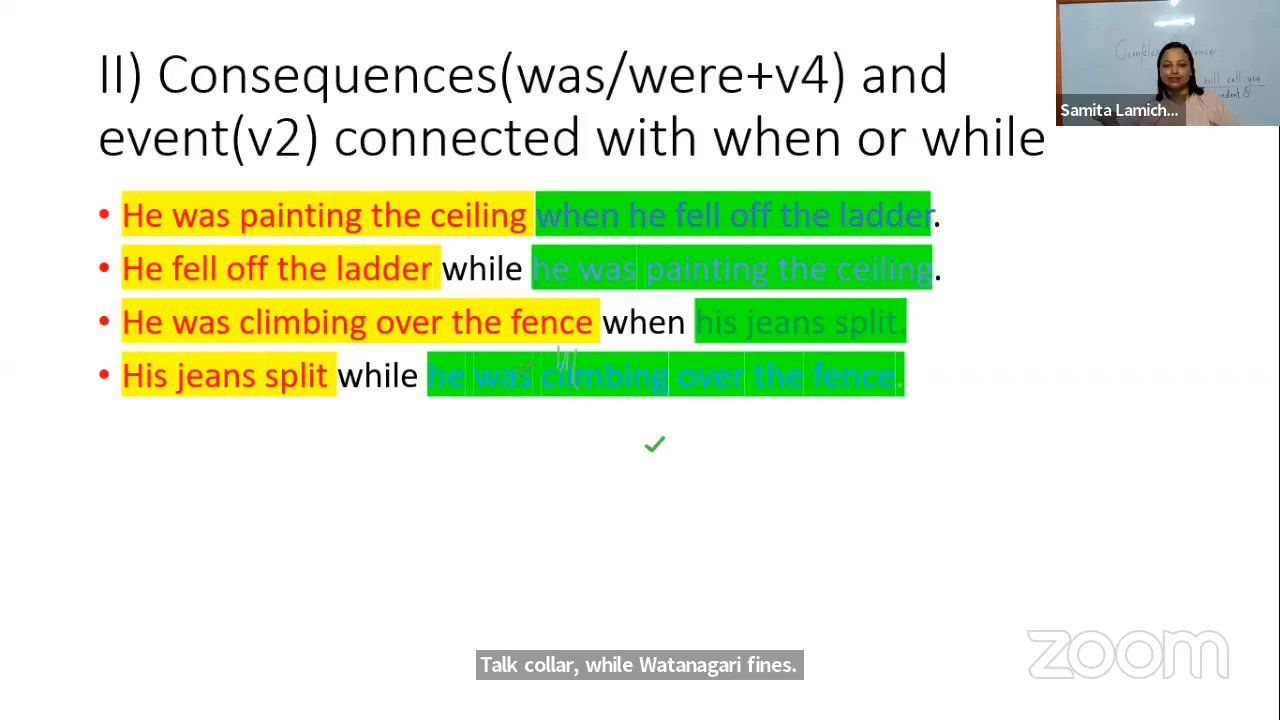 II) Consequences(was/were+v4) and
event(v2) connected with when or while
• He was painting the ceiling when he fell off the ladder.
• He fell off the ladder while he was painting the ceiling.
• He was climbing over the fence when his jeans split.
• His jeans split while he was climbing over the fence.
will call you
Samita Lamich...
Talk collar, while Watanagari fines.
zoom